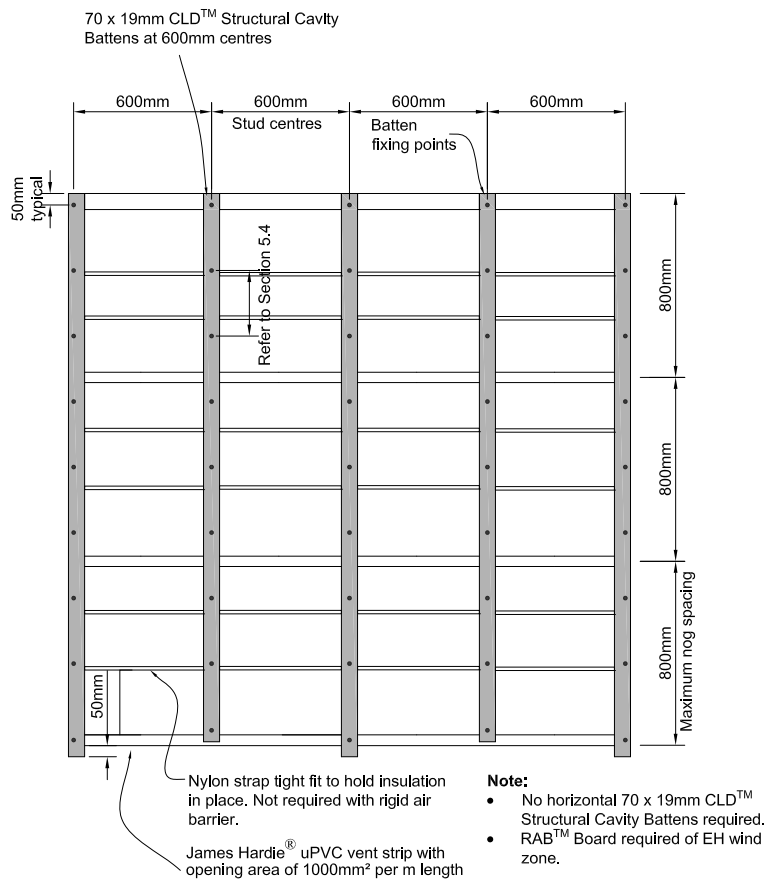 70 x 19mm CLD™ Structural Cavity
Battens at 600mm centres
600mm
600mm
600mm
600mm
Stud centres
Batten
fixing points
50mm
typical
Refer to Section 5.4
800mm
800mm
800mm
Maximum nog spacing
50mm
Nylon strap tight fit to hold insulation
in place. Not required with rigid air
barrier.
James Hardie® uPVC vent strip with
opening area of 1000mm² per m length
Note:
• No horizontal 70 x 19mm CLD™
Structural Cavity Battens required.
• RAB™ Board required of EH wind
zone.